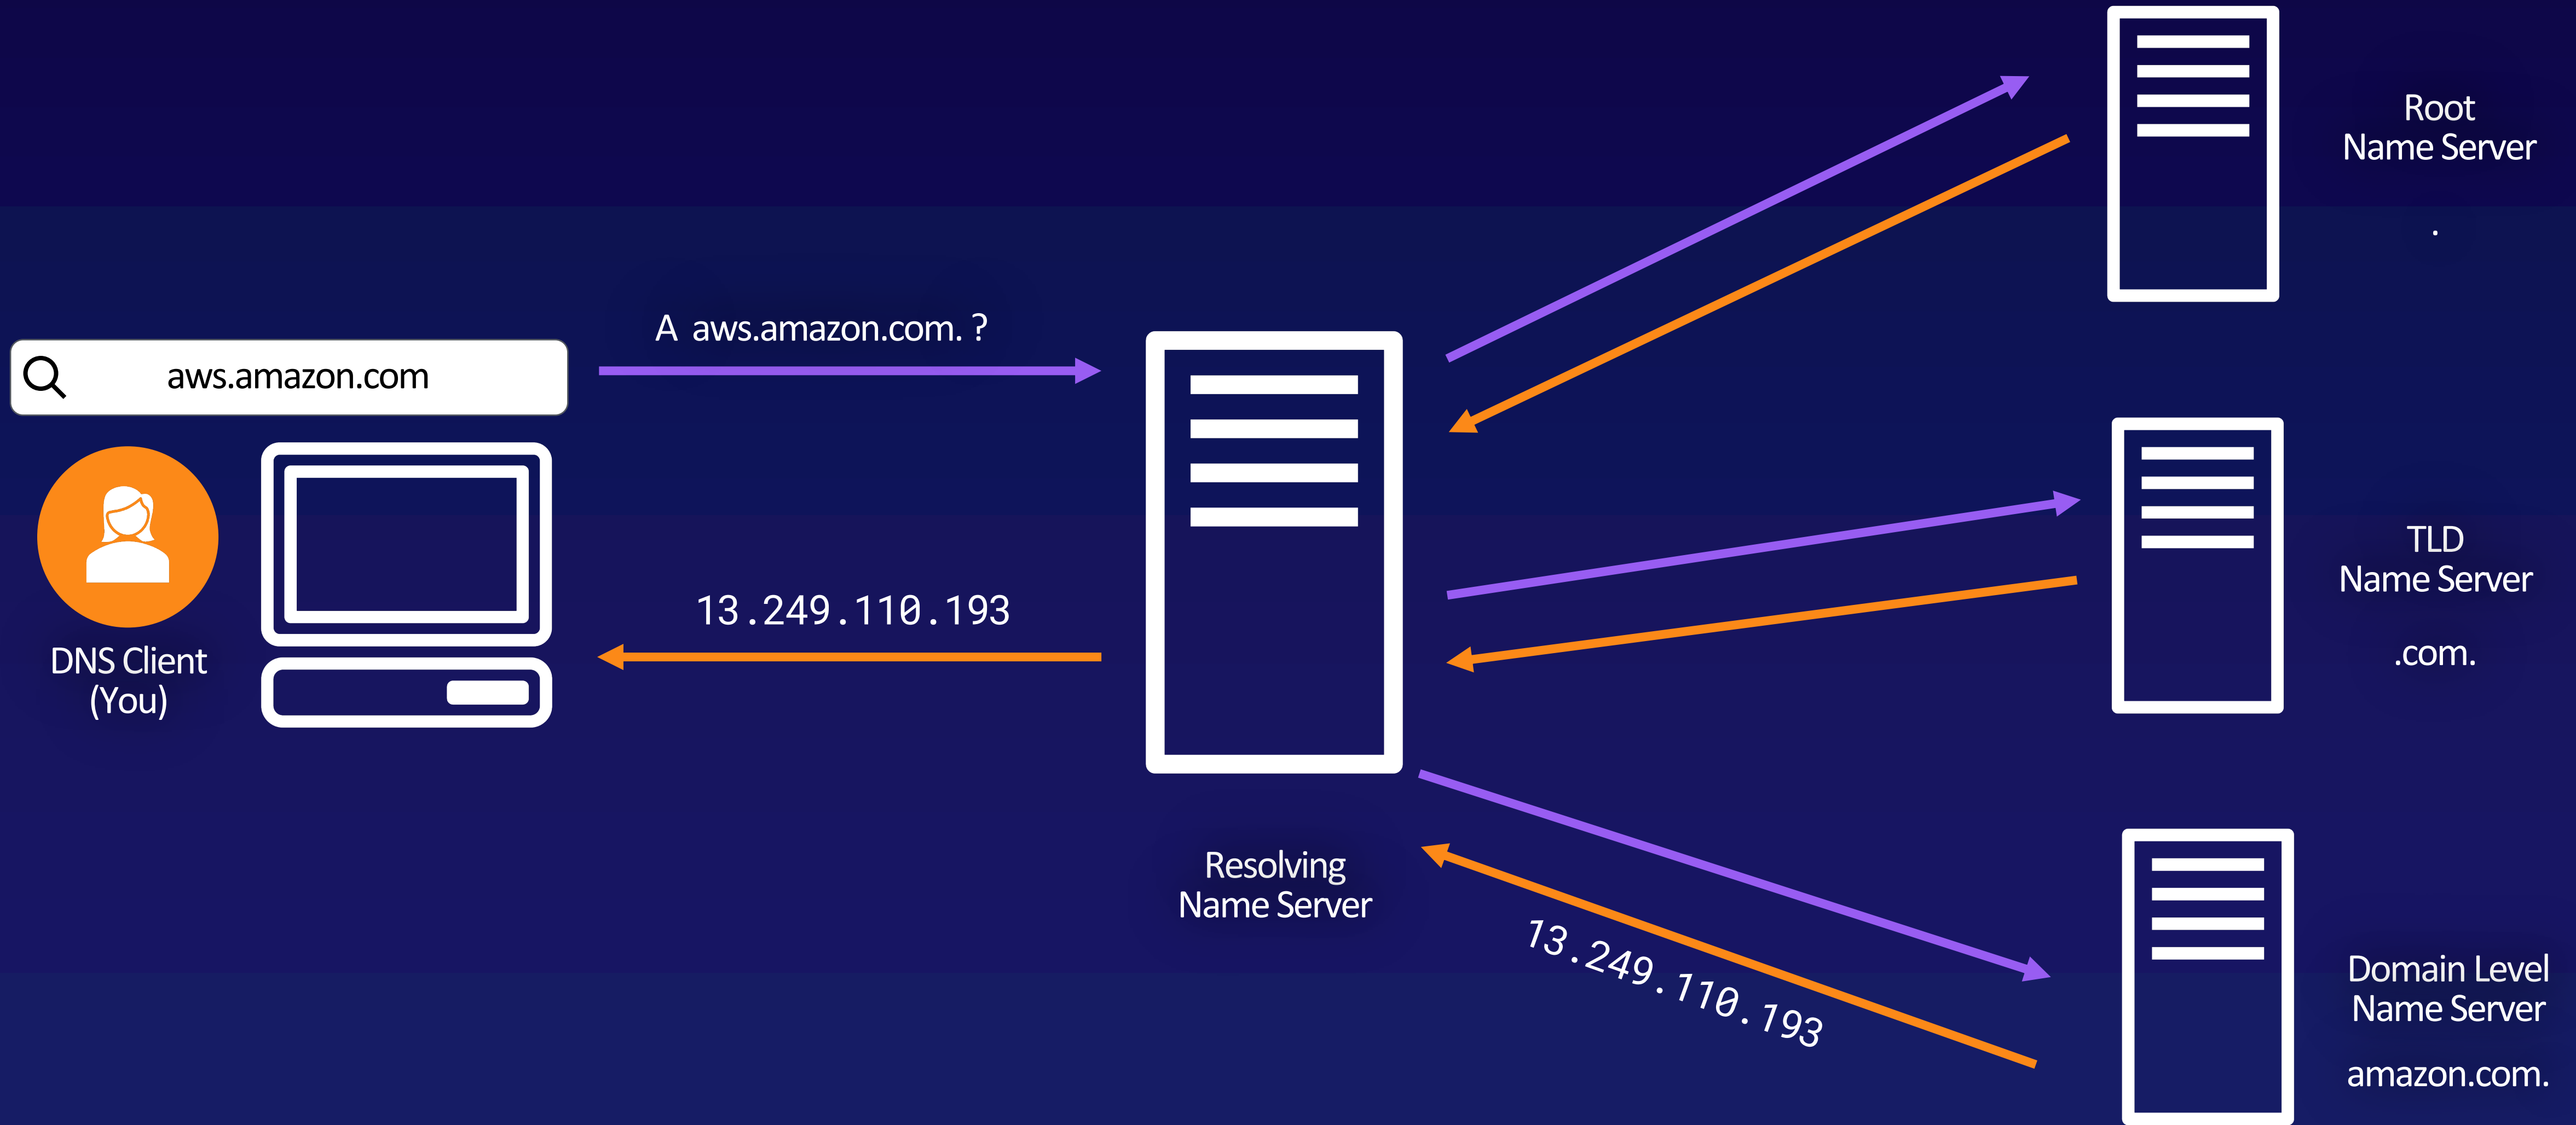 Root
Name Server
.
A aws.amazon.com. ?
aws.amazon.com
DNS Client
(You)
13.249.110.193
Resolving
Name Server
TLD
Name Server
.com.
13.249.110.193
Domain Level
Name Server
amazon.com.